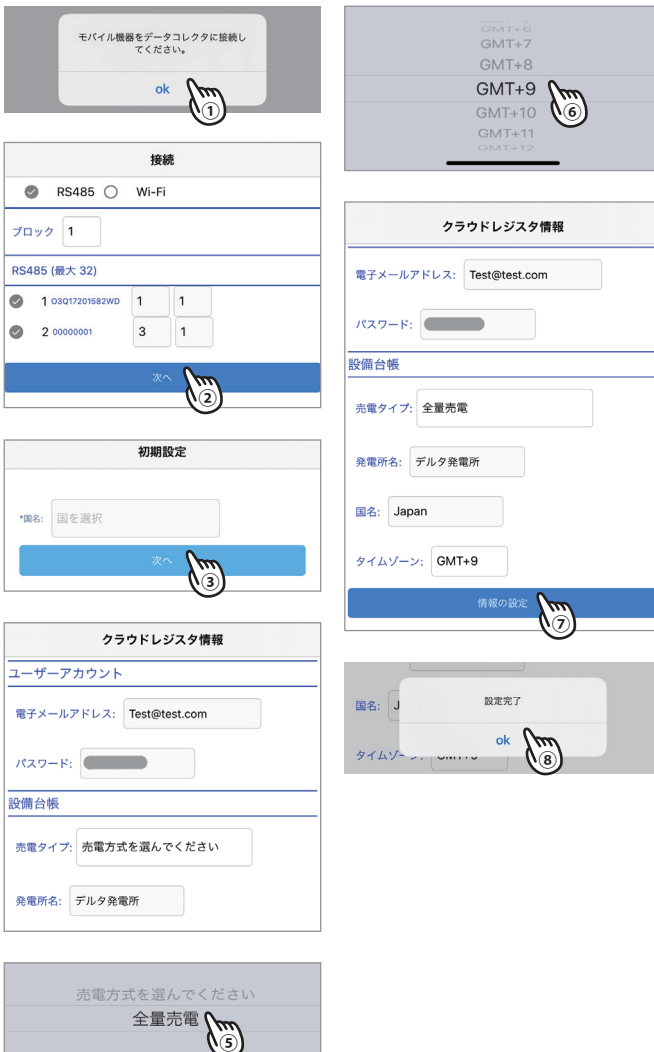 モバイル機器をデータコレクタに接続し
てください。
ok
①
接続
RS485 Wi-Fi
ブロック 1
RS485 (最大 32)
1 O3Q17201582WD 1 1
2 00000001 3 1
次へ
②
初期設定
*国名: 国を選択
次へ
③
クラウドレジスタ情報
ユーザーアカウント
電子メールアドレス: Test@test.com
パスワード:
設備台帳
売電タイプ: 売電方式を選んでください
発電所名: デルタ発電所
売電方式を選んでください
全量売電
⑤
GMT+6
GMT+7
GMT+8
GMT+9
⑥
GMT+10
GMT+11
GMT+12
クラウドレジスタ情報
電子メールアドレス: Test@test.com
パスワード:
設備台帳
売電タイプ: 全量売電
発電所名: デルタ発電所
国名: Japan
タイムゾーン: GMT+9
情報の設定
⑦
国名: J
設定完了
ok
タイムゾーン:
⑧